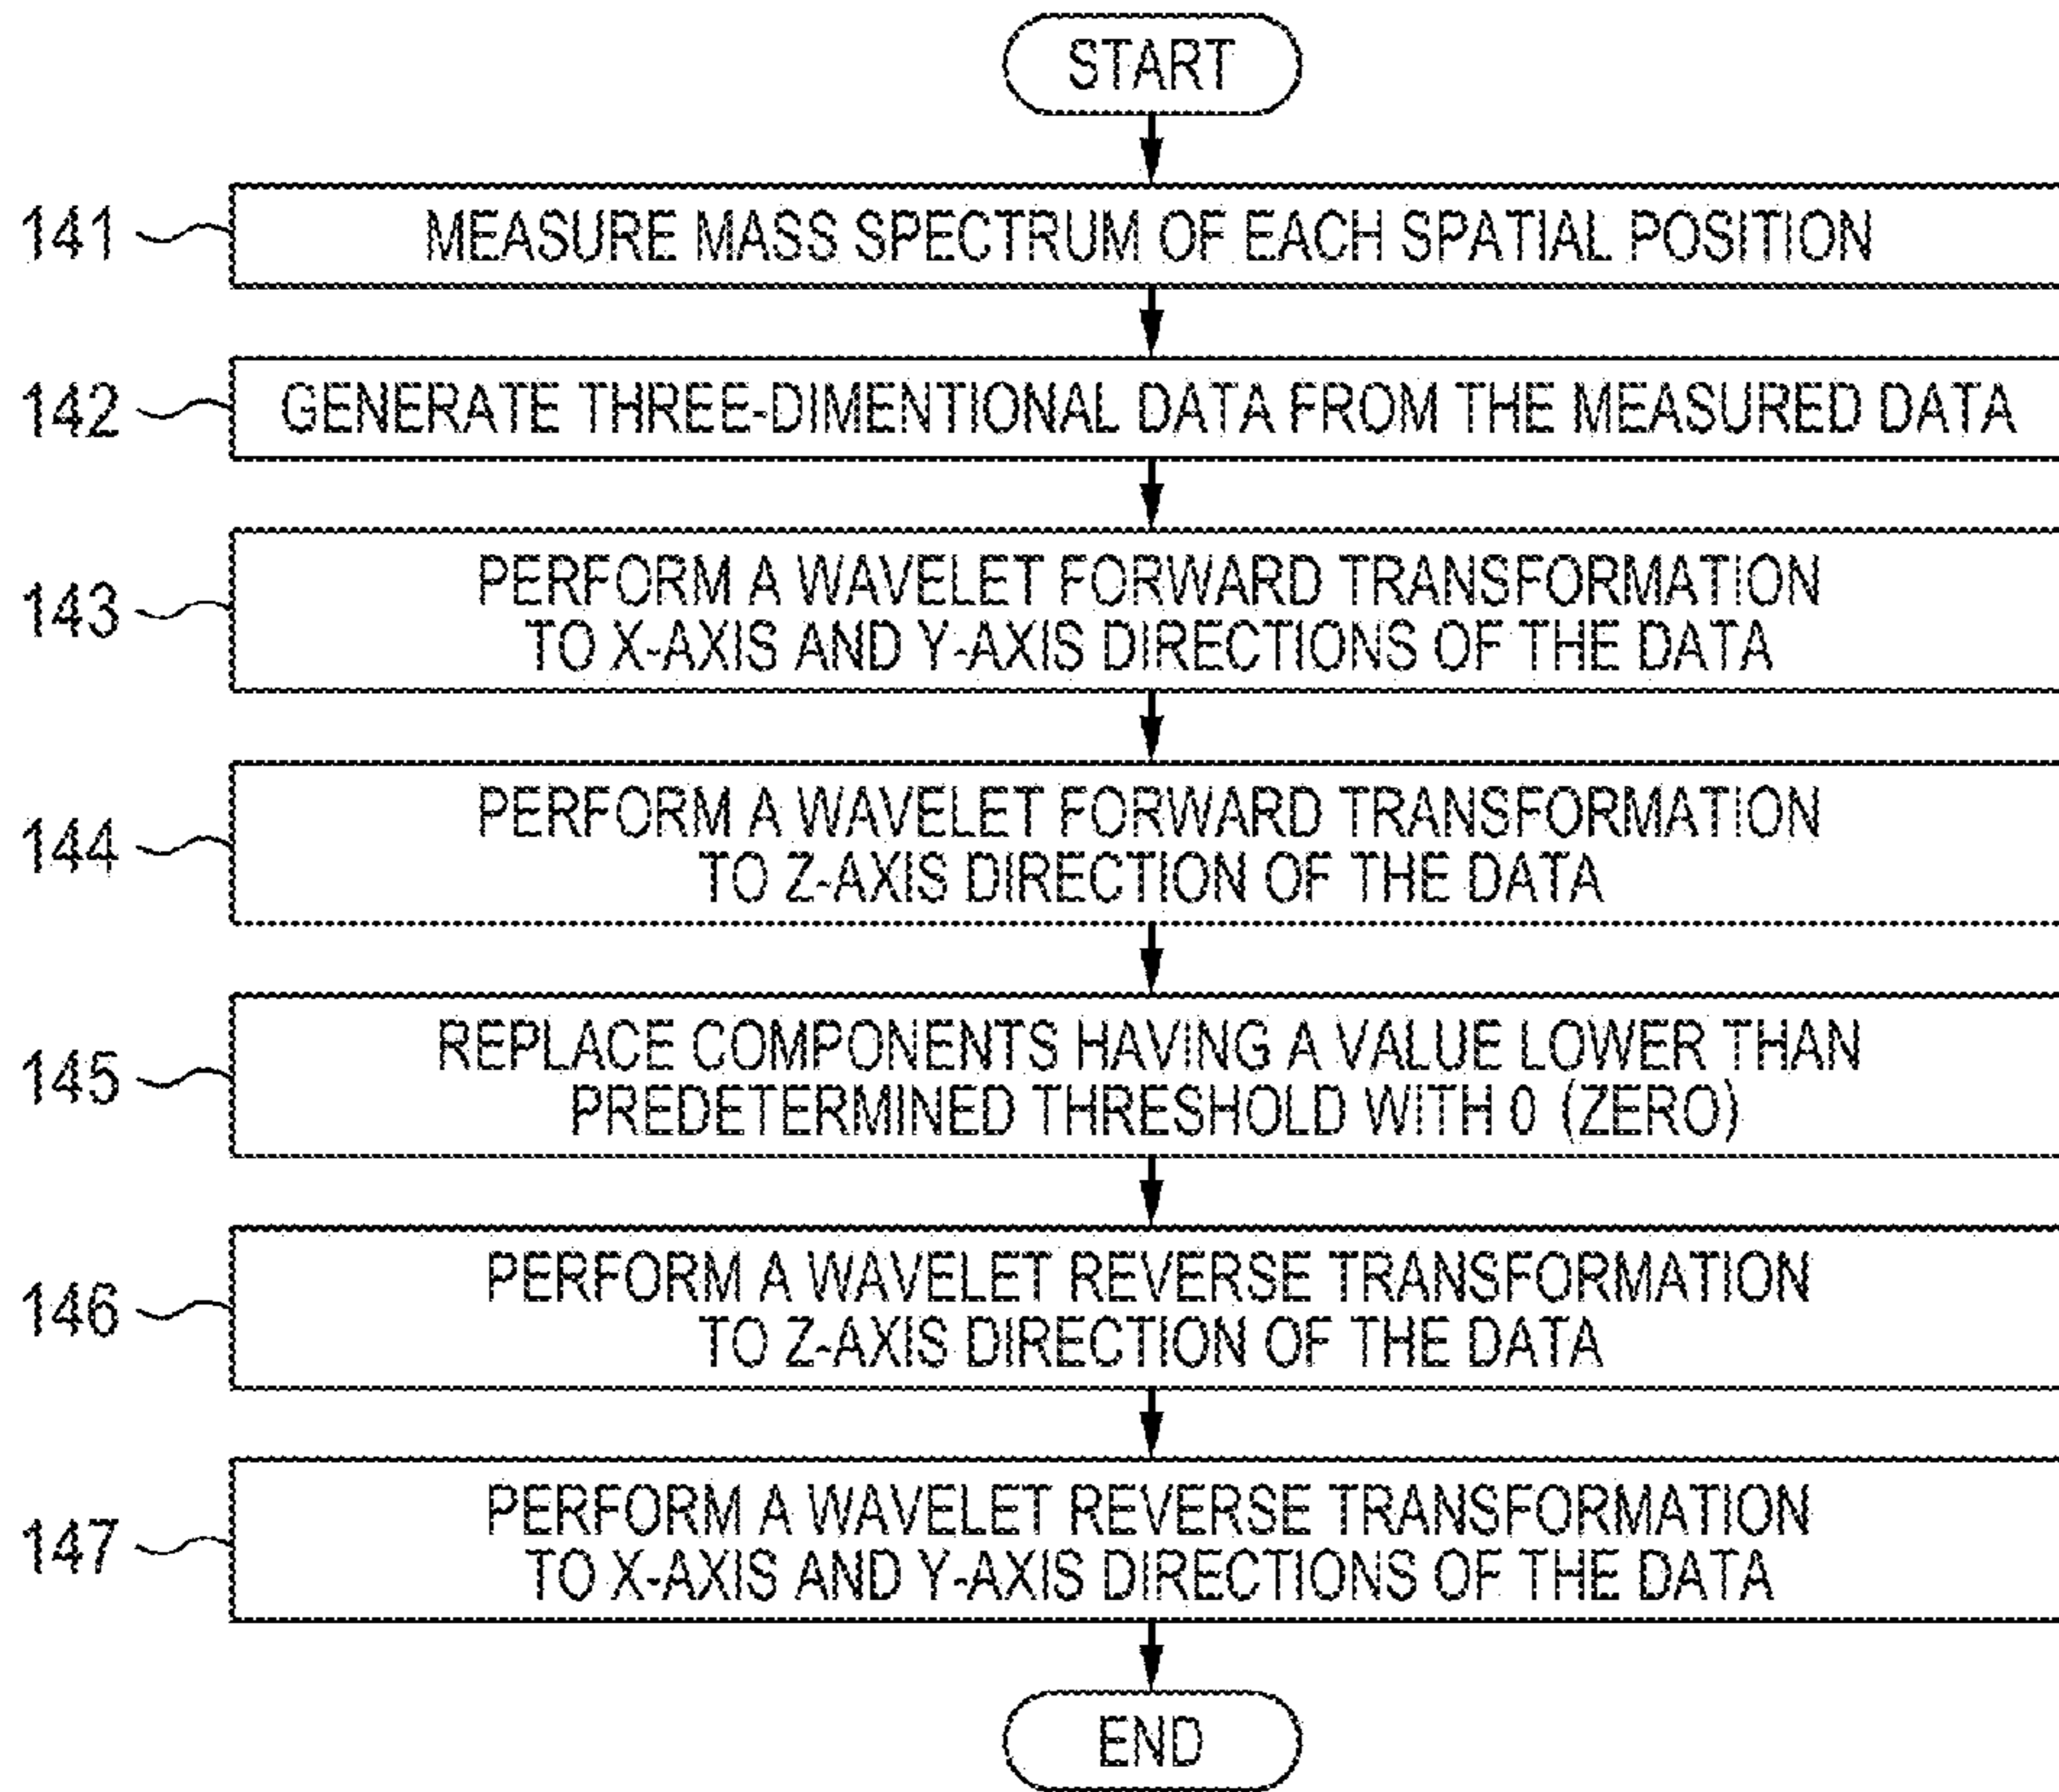 START
141
MEASURE MASS SPECTRUM OF EACH SPATIAL POSITION
142
GENERATE THREE-DIMENTIONAL DATA FROM THE MEASURED DATA
143
PERFORM A WAVELET FORWARD TRANSFORMATION
TO X-AXIS AND Y-AXIS DIRECTIONS OF THE DATA
144
PERFORM A WAVELET FORWARD TRANSFORMATION
TO Z-AXIS DIRECTION OF THE DATA
145
REPLACE COMPONENTS HAVING A VALUE LOWER THAN
PREDETERMINED THRESHOLD WITH 0 (ZERO)
146
PERFORM A WAVELET REVERSE TRANSFORMATION
TO Z-AXIS DIRECTION OF THE DATA
147
PERFORM A WAVELET REVERSE TRANSFORMATION
TO X-AXIS AND Y-AXIS DIRECTIONS OF THE DATA
END